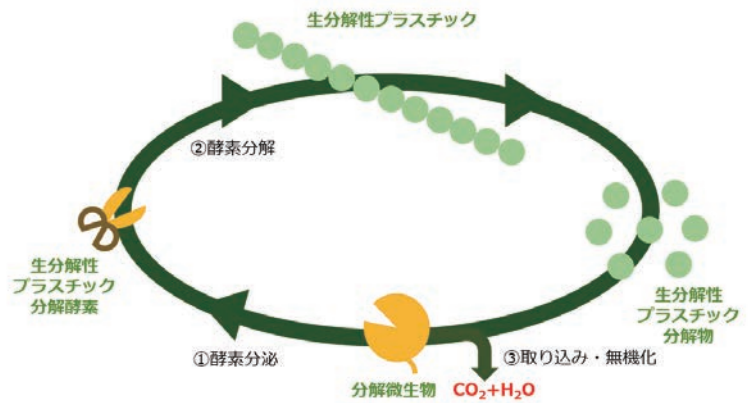 生分解性プラスチック
②酵素分解
生分解性
プラスチック
分解酵素
生分解性
プラスチック
分解物
①酵素分泌
③取り込み・無機化
分解微生物
CO₂+H₂O